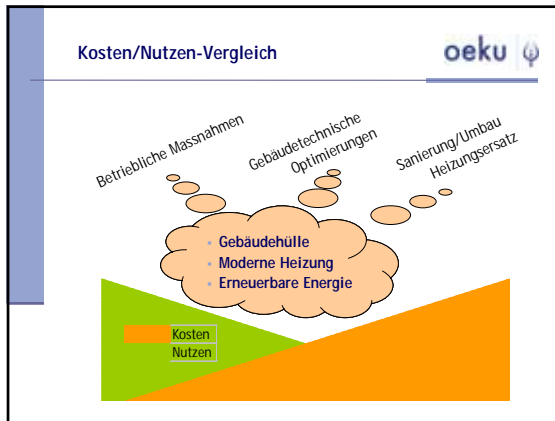 Kosten/Nutzen-Vergleich
oeku
Betriebliche Massnahmen
Gebäudetechnische
Optimierungen
Sanierung/Umbau
Heizungsersatz
Gebäudehülle
Moderne Heizung
Erneuerbare Energie
Kosten
Nutzen